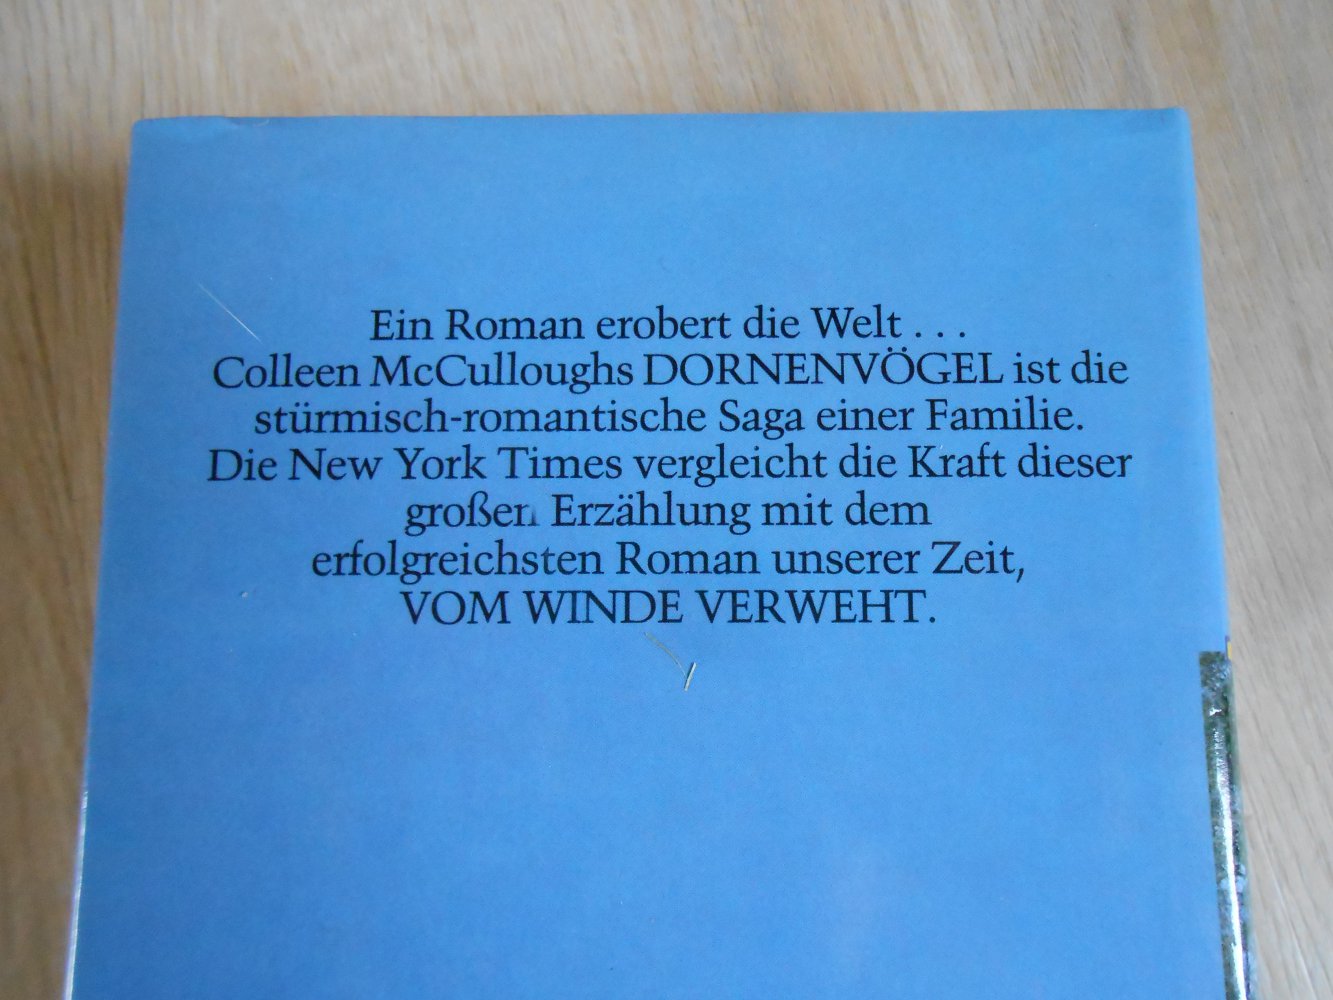 Ein Roman erobert die Welt . . .
Colleen McCulloughs DORNENVÖGEL ist die
stürmisch-romantische Saga einer Familie.
Die New York Times vergleicht die Kraft dieser
großen Erzählung mit dem
erfolgreichsten Roman unserer Zeit,
VOM WINDE VERWEHT.